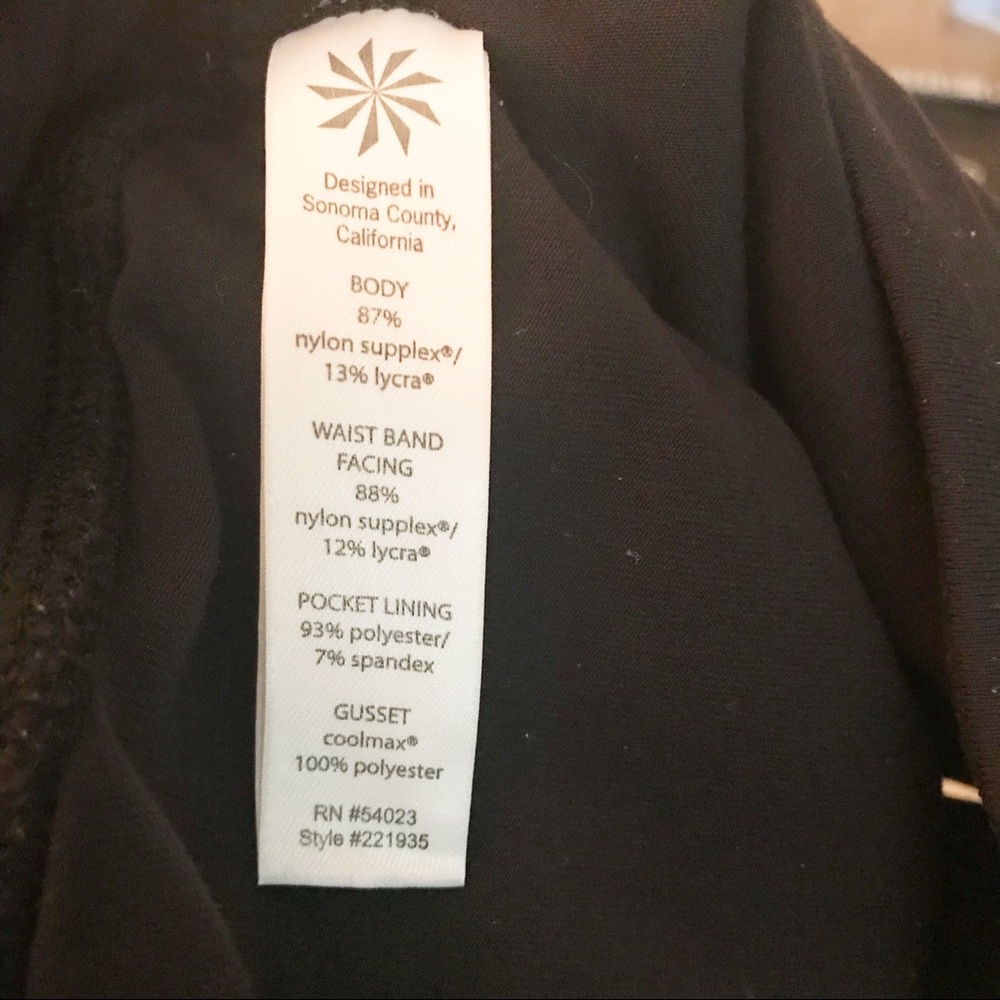 Designed in
Sonoma County,
California
BODY
87%
nylon supplex®/
13% lycra®
WAIST BAND
FACING
88%
nylon supplex®/
12% lycra®
POCKET LINING
93% polyester/
7% spandex
GUSSET
coolmax®
100% polyester
RN #54023
Style #221935